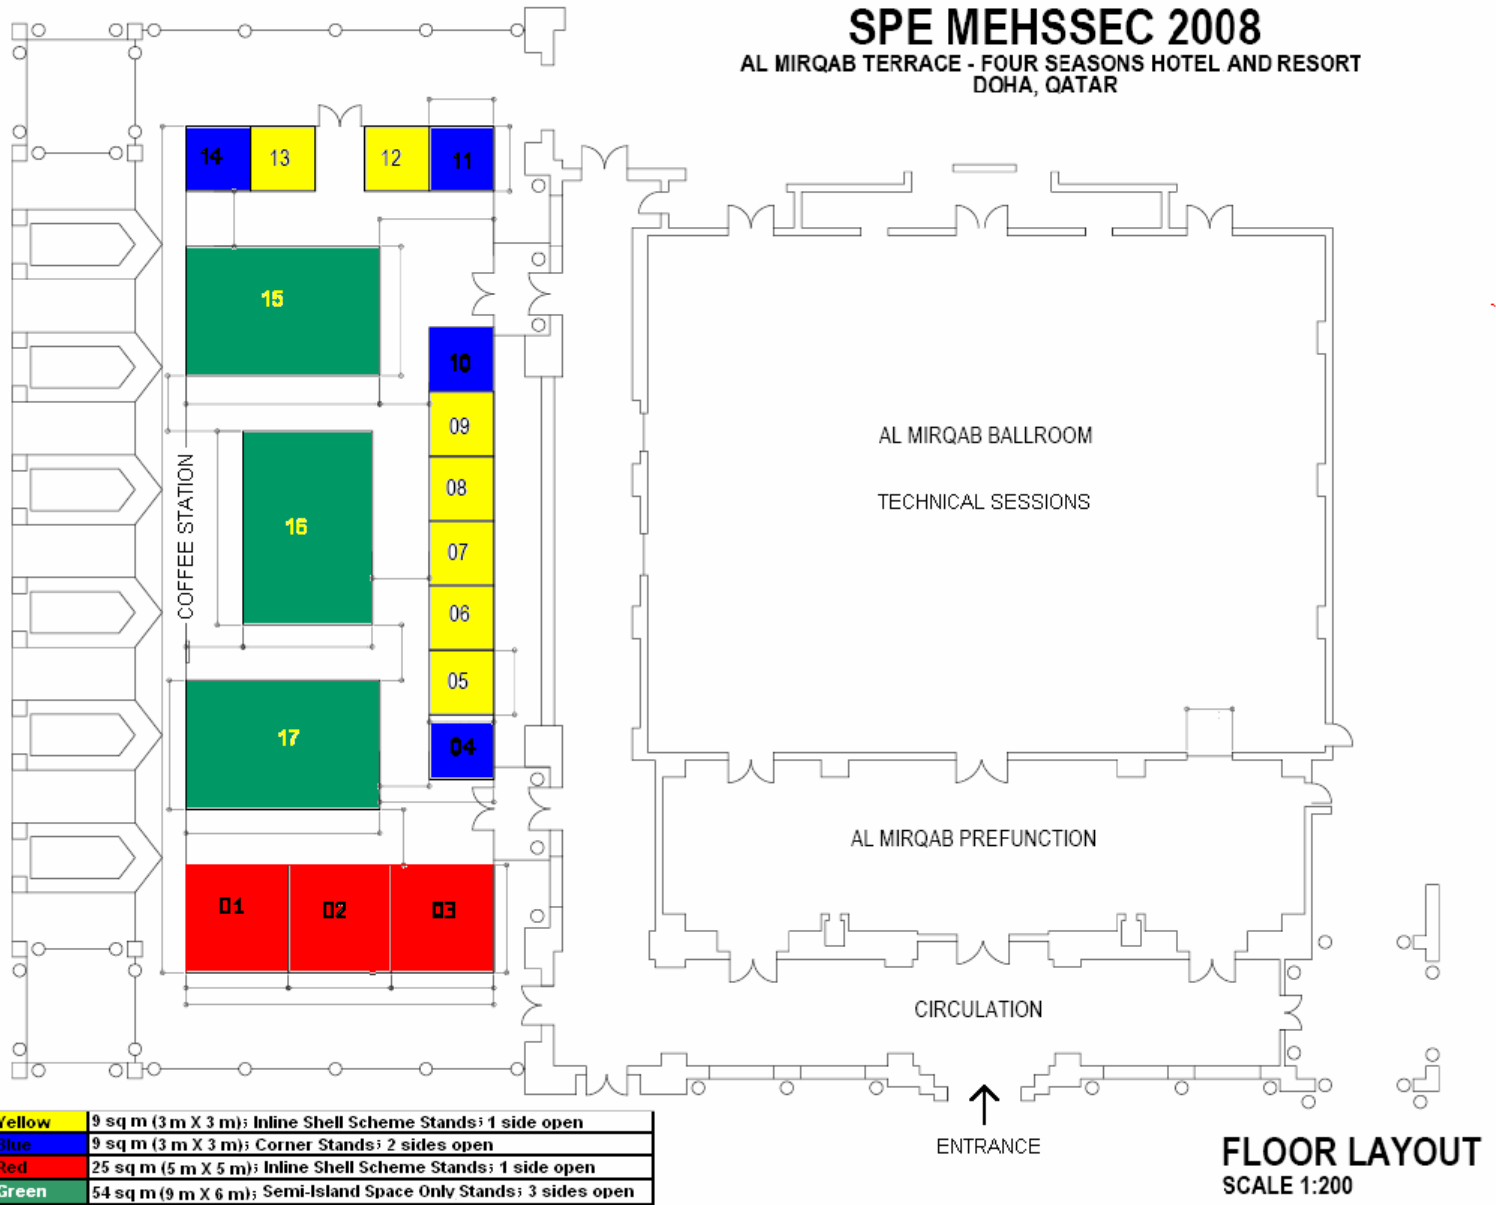 SPE MEHSSEC 2008
AL MIRQAB TERRACE - FOUR SEASONS HOTEL AND RESORT
DOHA, QATAR
14 13 12 11
15
10
09
08
07
06
05
04
16
17
COFFEE STATION
01 02 03
AL MIRQAB BALLROOM
TECHNICAL SESSIONS
AL MIRQAB PREFUNCTION
CIRCULATION
ENTRANCE
Yellow 9 sq m (3 m X 3 m); Inline Shell Scheme Stands; 1 side open
Blue 9 sq m (3 m X 3 m); Corner Stands; 2 sides open
Red 25 sq m (5 m X 5 m); Inline Shell Scheme Stands; 1 side open
Green 54 sq m (9 m X 6 m); Semi-Island Space Only Stands; 3 sides open
FLOOR LAYOUT
SCALE 1:200